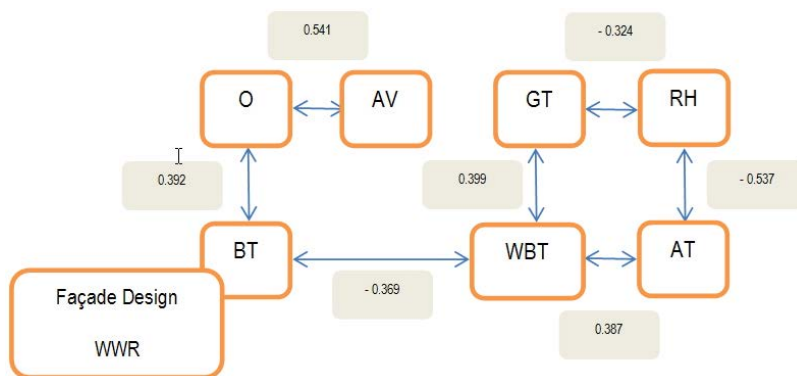 0.541
- 0.324
O
AV
GT
RH
0.392
0.399
- 0.537
BT
WBT
AT
- 0.369
Façade Design
WWR
0.387